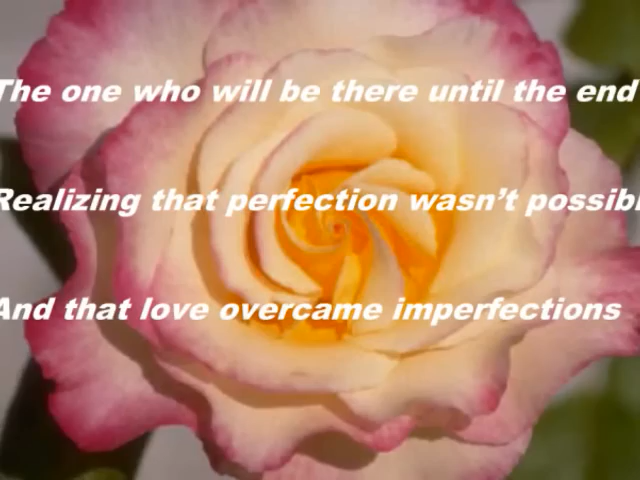 The one who will be there until the end
Realizing that perfection wasn’t possibl
And that love overcame imperfections